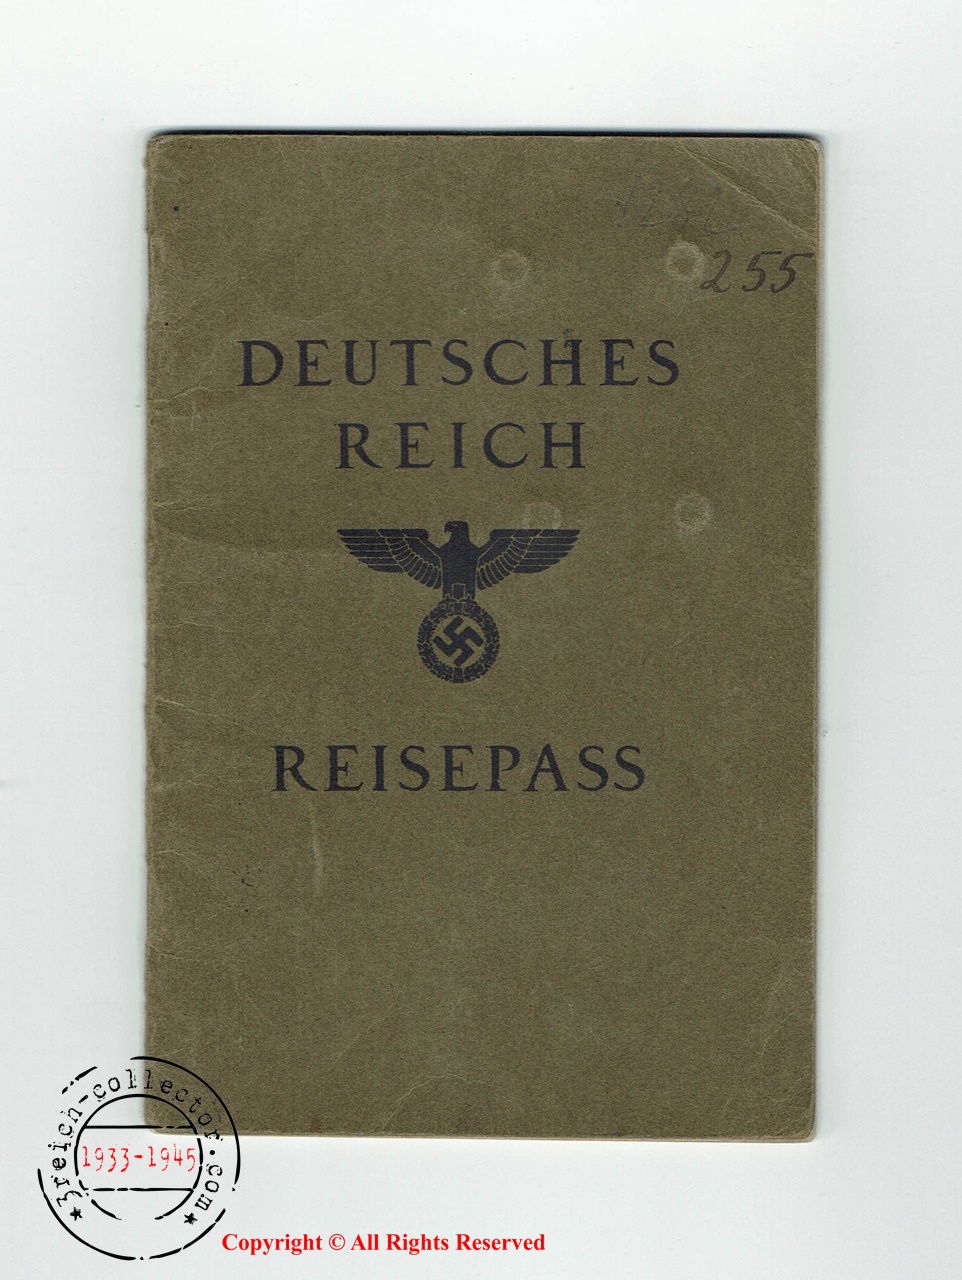 255
DEUTSCHES
REICH
REISEPASS
3reich-collector.com
1933-1945
Copyright © All Rights Reserved